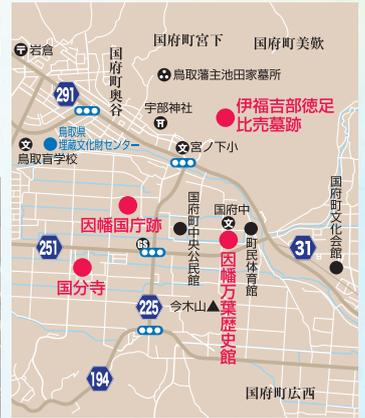 岩倉
国府町宮下
国府町美歎
国府町奥谷
291
鳥取藩主池田家墓所
宇部神社
伊福吉部徳足
比売墓跡
鳥取県
埋蔵文化財センター
文
鳥取盲学校
文
宮ノ下小
因幡国庁跡
国府町中央公民館
国府中
文
町民体育館
国府町文化会館
251
GS
31
国分寺
因幡万葉歴史館
225
今木山
194
国府町広西